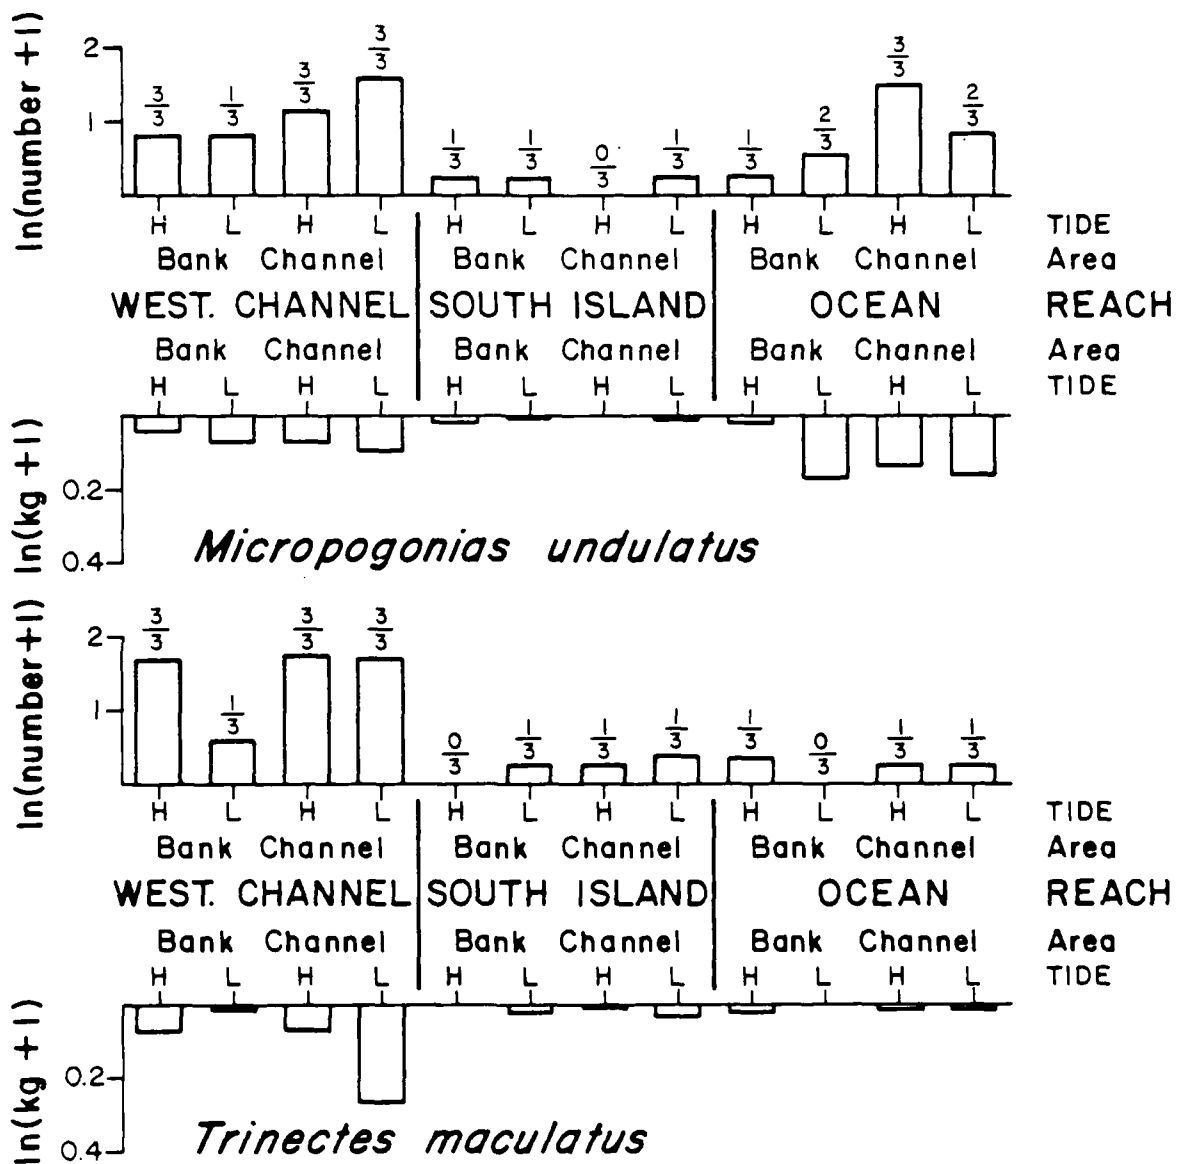 ln(number +1)
2
1
3/3 1/3 3/3 3/3 1/3 1/3 0/3 1/3 1/3 2/3 3/3 2/3
H L H L H L H L H L H L TIDE
Bank Channel Bank Channel Bank Channel Area
WEST. CHANNEL SOUTH ISLAND OCEAN REACH
Bank Channel Bank Channel Bank Channel Area
H L H L H L H L H L H L TIDE
ln(kg +1)
0.2
0.4
Micropogonias undulatus
ln(number+1)
2
1
3/3 1/3 3/3 3/3 0/3 1/3 1/3 1/3 1/3 0/3 1/3 1/3
H L H L H L H L H L H L TIDE
Bank Channel Bank Channel Bank Channel Area
WEST. CHANNEL SOUTH ISLAND OCEAN REACH
Bank Channel Bank Channel Bank Channel Area
H L H L H L H L H L H L TIDE
ln(kg +1)
0.2
0.4
Trinectes maculatus